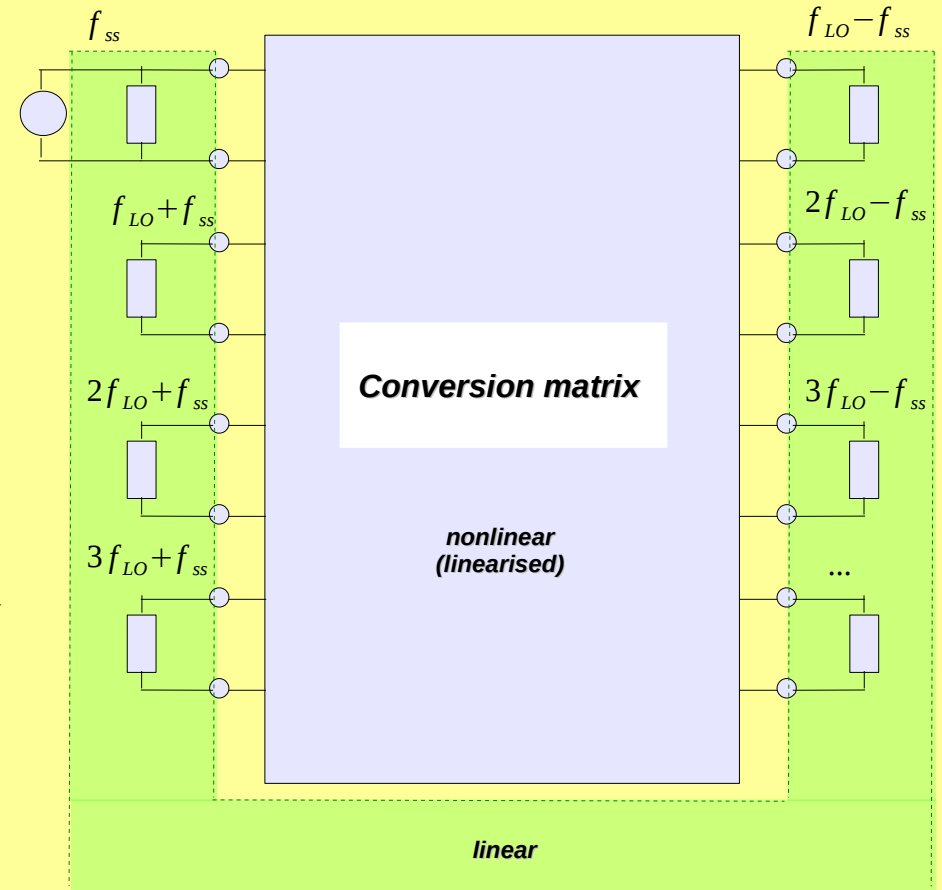 f_ss
f_LO−f_ss
f_LO+f_ss
2f_LO−f_ss
2f_LO+f_ss
3f_LO−f_ss
Conversion matrix
nonlinear
(linearised)
3f_LO+f_ss
...
linear